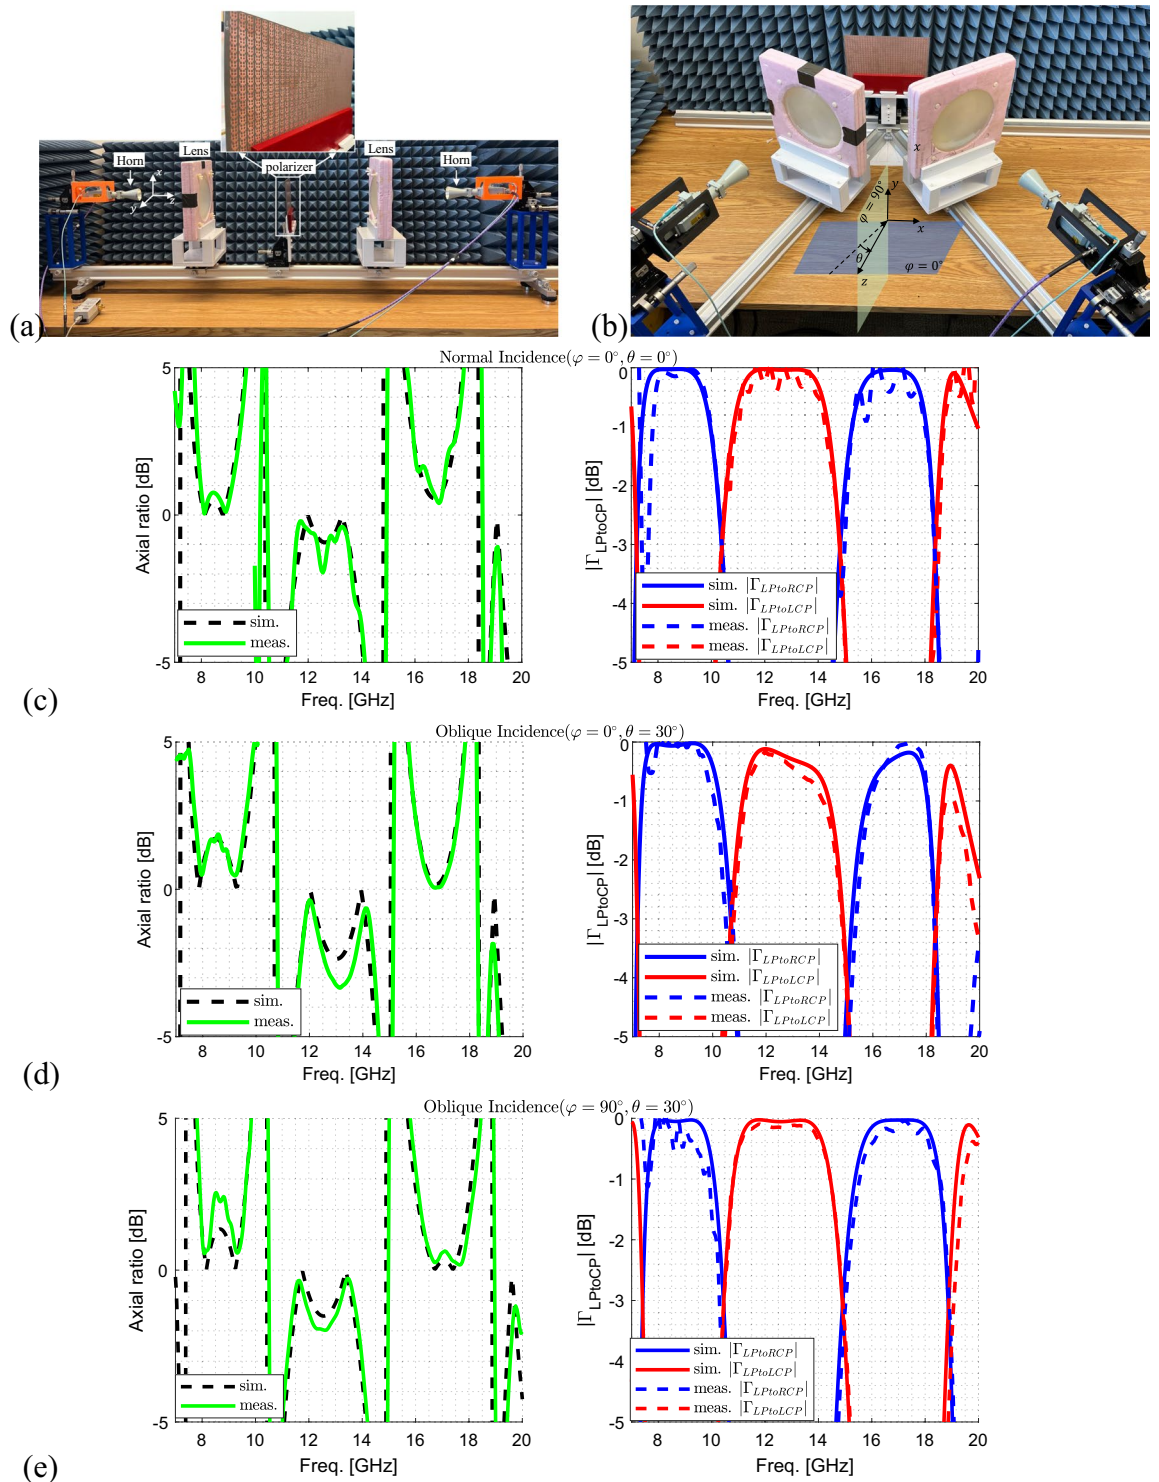 Lens
Lens
Horn
polarizer
Horn
x
y
z
(a)
x
φ = 90°
y
x
θ
φ = 0°
z
(b)
Normal Incidence(φ = 0°, θ = 0°)
5
0
-5
Axial ratio [dB]
sim.
meas.
8 10 12 14 16 18 20
Freq. [GHz]
0
-1
-2
-3
-4
-5
|Γ_LPtoCP| [dB]
sim. |Γ_LPtoRCP|
sim. |Γ_LPtoLCP|
meas. |Γ_LPtoRCP|
meas. |Γ_LPtoLCP|
8 10 12 14 16 18 20
Freq. [GHz]
(c)
Oblique Incidence(φ = 0°, θ = 30°)
5
0
-5
Axial ratio [dB]
sim.
meas.
8 10 12 14 16 18 20
Freq. [GHz]
0
-1
-2
-3
-4
-5
|Γ_LPtoCP| [dB]
sim. |Γ_LPtoRCP|
sim. |Γ_LPtoLCP|
meas. |Γ_LPtoRCP|
meas. |Γ_LPtoLCP|
8 10 12 14 16 18 20
Freq. [GHz]
(d)
Oblique Incidence(φ = 90°, θ = 30°)
5
0
-5
Axial ratio [dB]
sim.
meas.
8 10 12 14 16 18 20
Freq. [GHz]
0
-1
-2
-3
-4
-5
|Γ_LPtoCP| [dB]
sim. |Γ_LPtoRCP|
sim. |Γ_LPtoLCP|
meas. |Γ_LPtoRCP|
meas. |Γ_LPtoLCP|
8 10 12 14 16 18 20
Freq. [GHz]
(e)